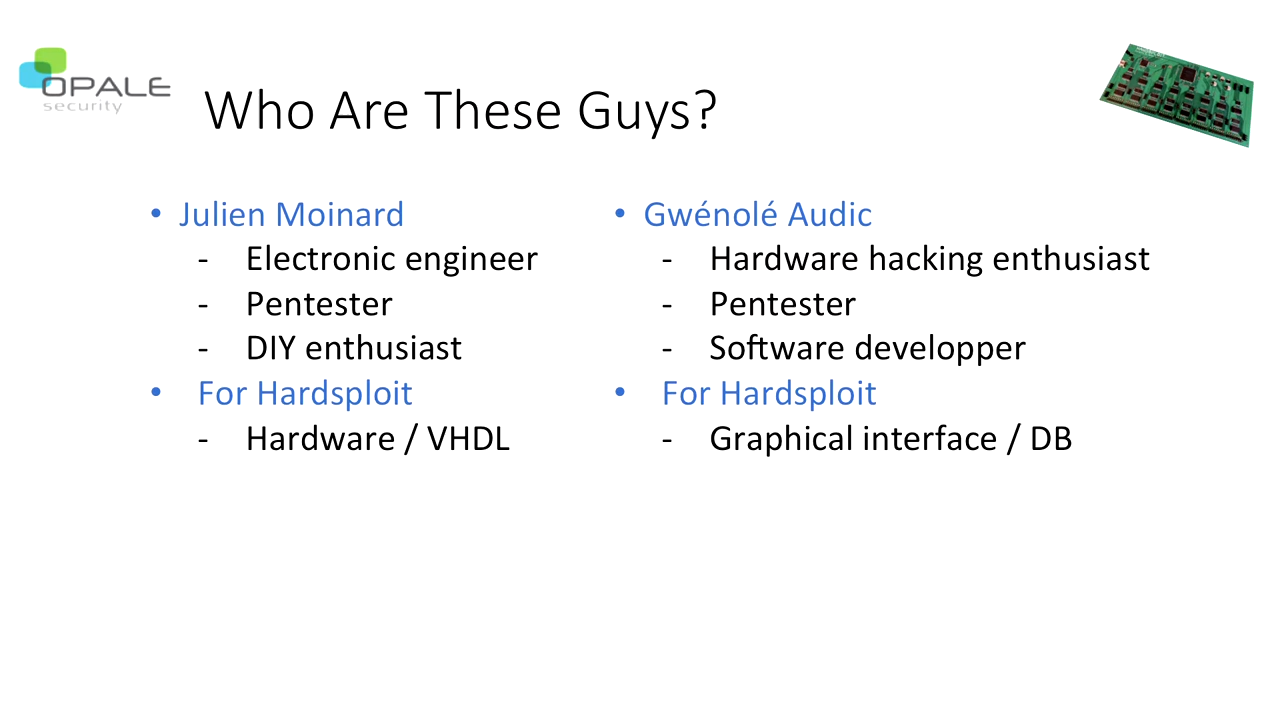 OPALE
security
Who Are These Guys?
• Julien Moinard
- Electronic engineer
- Pentester
- DIY enthusiast
• For Hardsploit
- Hardware / VHDL
• Gwénolé Audic
- Hardware hacking enthusiast
- Pentester
- Software developper
• For Hardsploit
- Graphical interface / DB